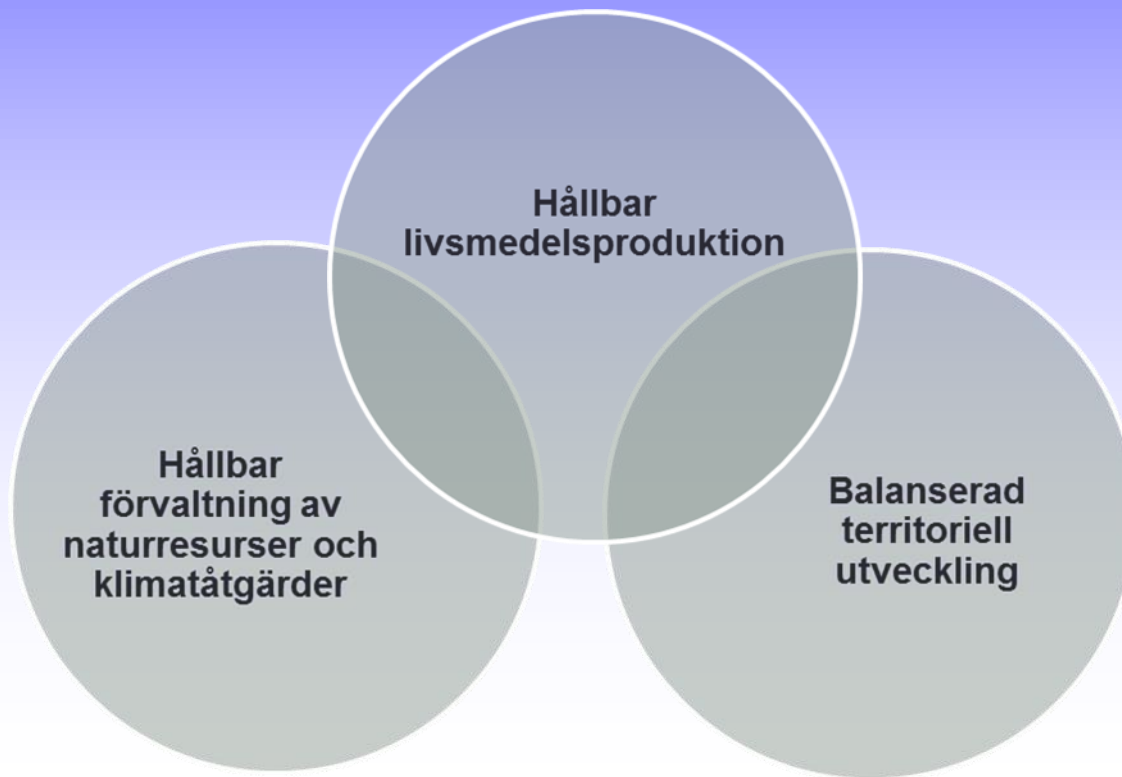 Hållbar
livsmedelsproduktion
Hållbar
förvaltning av
naturresurser och
klimatåtgärder
Balanserad
territoriell
utveckling